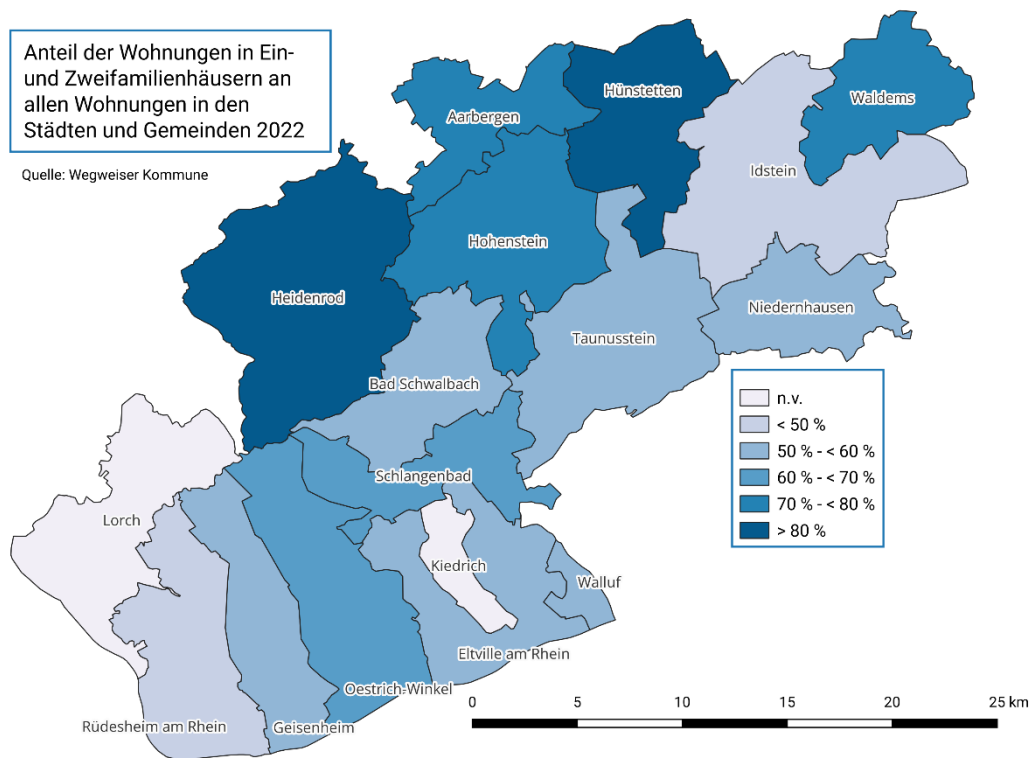 Anteil der Wohnungen in Ein-
und Zweifamilienhäusern an
allen Wohnungen in den
Städten und Gemeinden 2022
Quelle: Wegweiser Kommune
Hünstetten
Waldems
Aarbergen
Idstein
Hohenstein
Heidenrod
Niedernhausen
Taunusstein
Bad Schwalbach
n.v.
< 50 %
50 % - < 60 %
60 % - < 70 %
70 % - < 80 %
> 80 %
Schlangenbad
Lorch
Kiedrich
Walluf
Eltville am Rhein
Oestrich-Winkel
Rüdesheim am Rhein
Geisenheim
0 5 10 15 20 25 km